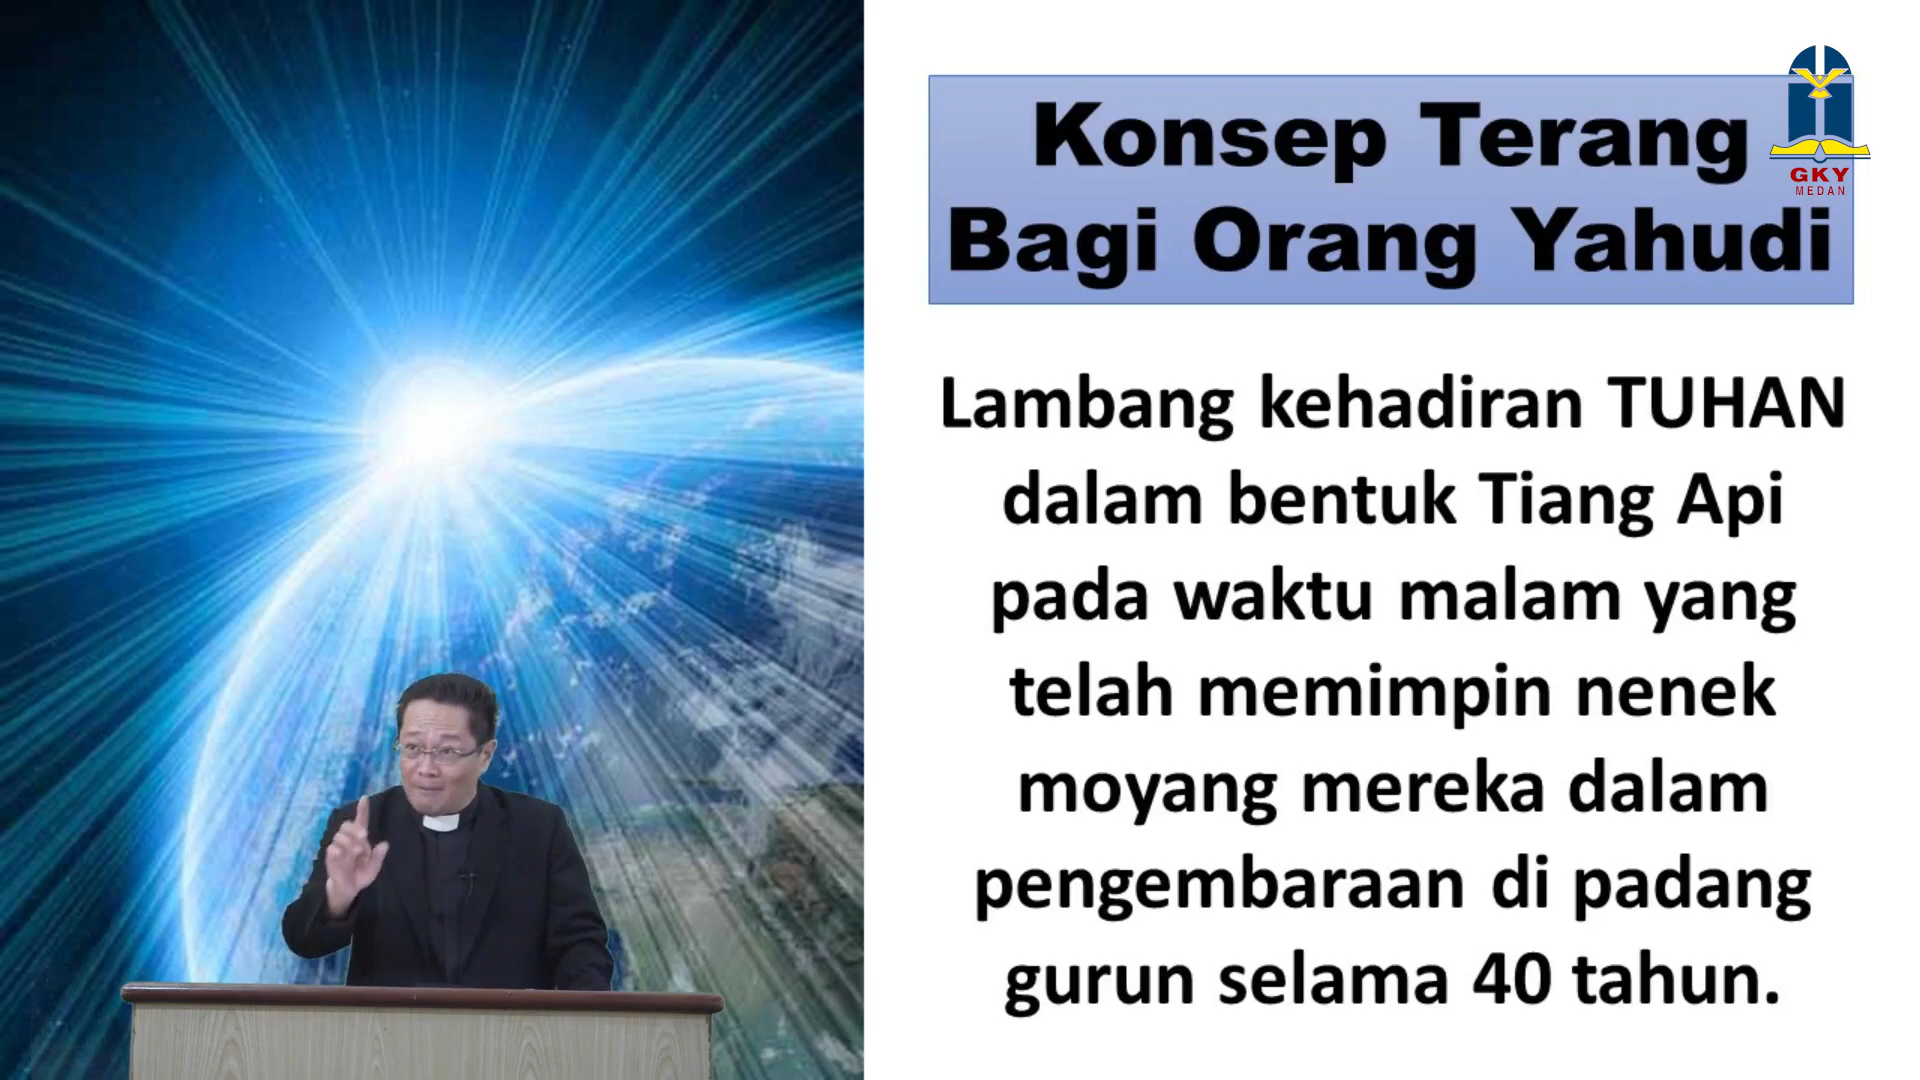 Konsep Terang
Bagi Orang Yahudi
GKY
MEDAN
Lambang kehadiran TUHAN
dalam bentuk Tiang Api
pada waktu malam yang
telah memimpin nenek
moyang mereka dalam
pengembaraan di padang
gurun selama 40 tahun.